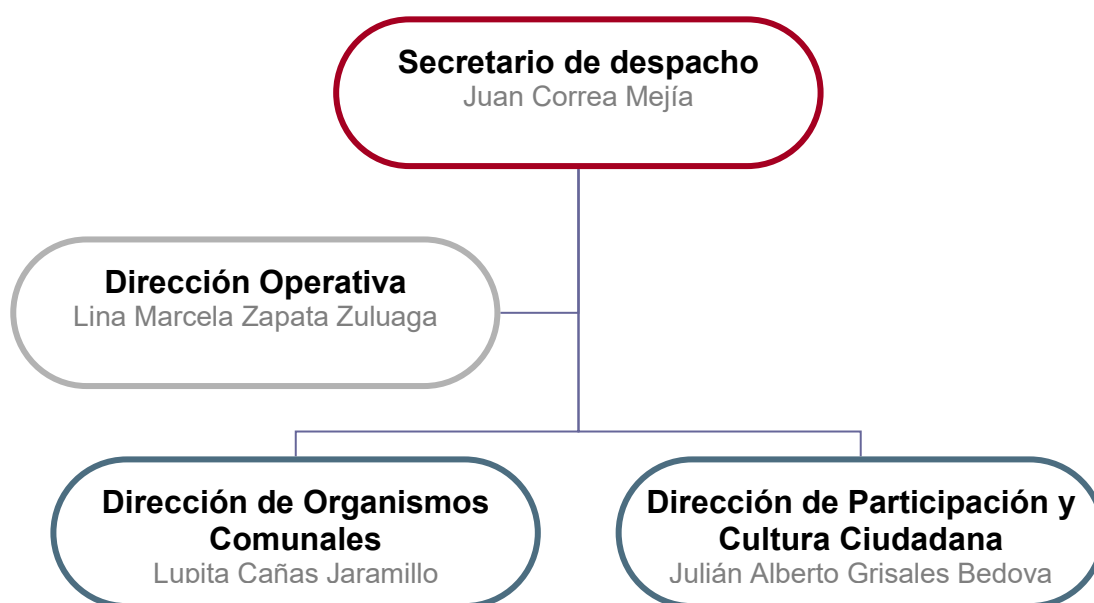 Secretario de despacho
Juan Correa Mejía
Dirección Operativa
Lina Marcela Zapata Zuluaga
Dirección de Organismos
Comunales
Lupita Cañas Jaramillo
Dirección de Participación y
Cultura Ciudadana
Julián Alberto Grisales Bedoya